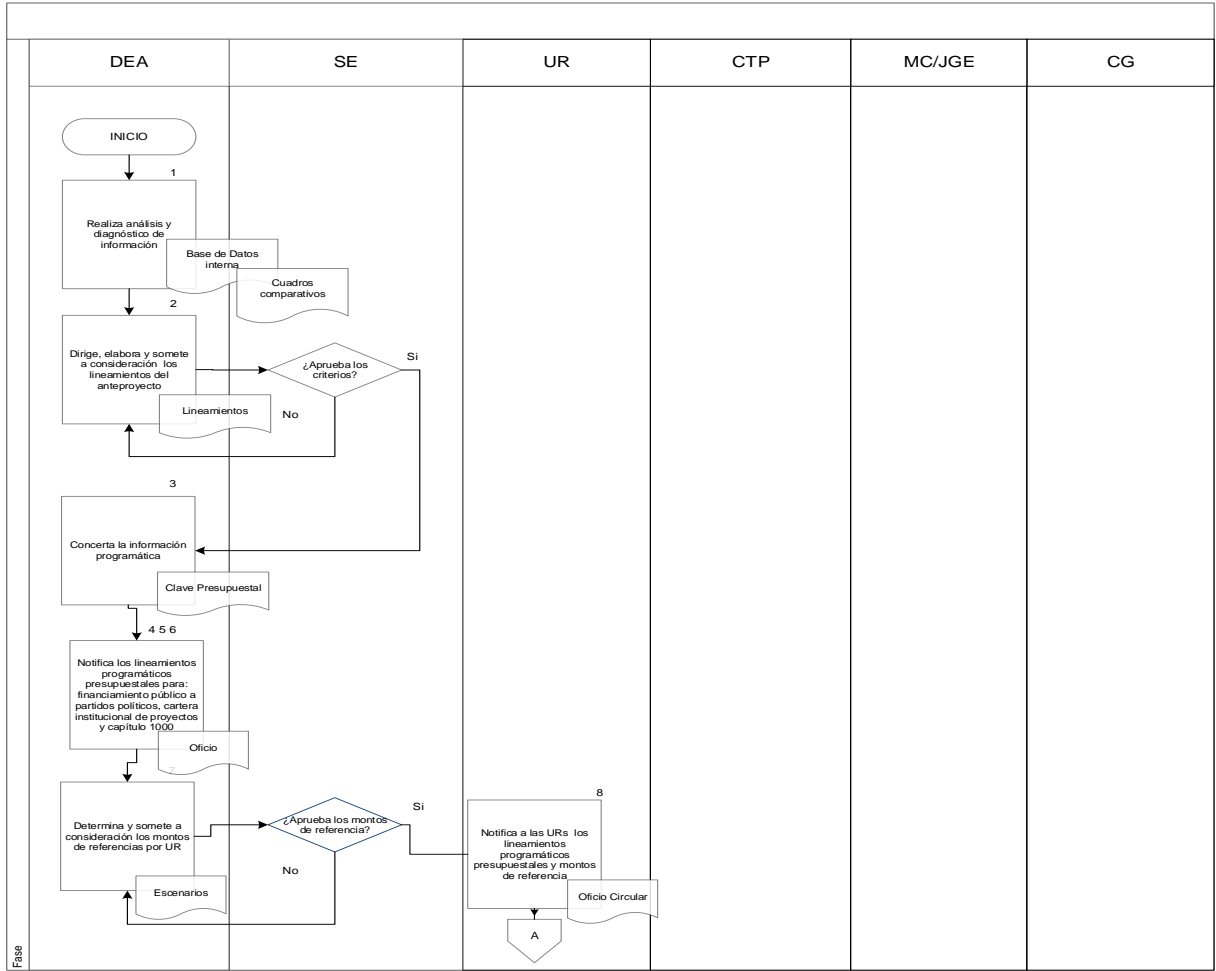 DEA
SE
UR
CTP
MC/JGE
CG
INICIO
1
Realiza análisis y
diagnóstico de
información
Base de Datos
interna
Cuadros
comparativos
2
Dirige, elabora y somete
a consideración los
lineamientos del
anteproyecto
Lineamientos
¿Aprueba los
criterios?
Si
No
3
Concerta la información
programática
Clave Presupuestal
4 5 6
Notifica los lineamientos
programáticos
presupuestales para:
financiamiento público a
partidos políticos, cartera
institucional de proyectos
y capítulo 1000
Oficio
7
Determina y somete a
consideración los montos
de referencias por UR
Escenarios
¿Aprueba los montos
de referencia?
Si
No
8
Notifica a las URs los
lineamientos
programáticos
presupuestales y montos
de referencia
Oficio Circular
A
Fase